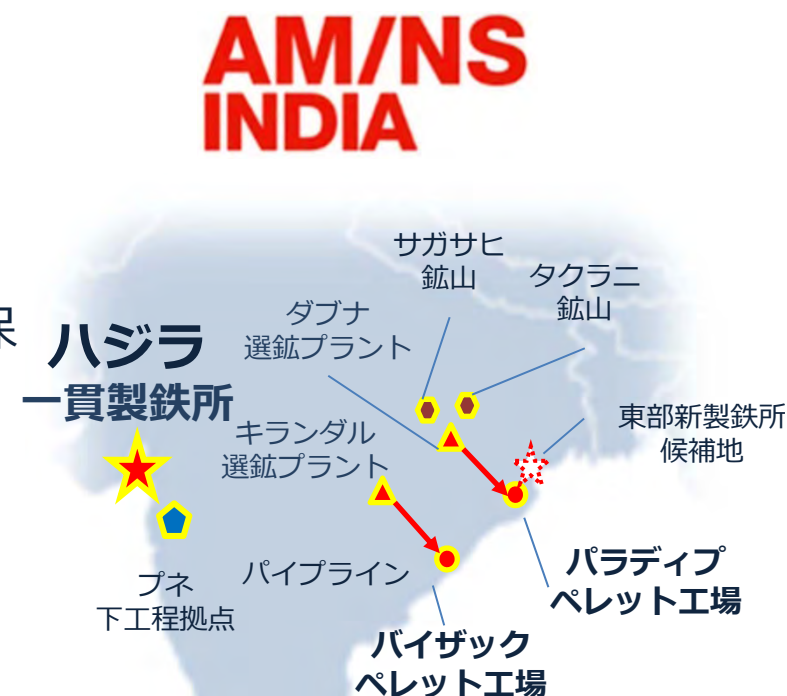 AM/NS
INDIA
サガサヒ
鉱山
タクラニ
鉱山
ダブナ
選鉱プラント
保
ハジラ
一貫製鉄所
キランダル
選鉱プラント
東部新製鉄所
候補地
プネ
下工程拠点
パイプライン
パラディプ
ペレット工場
バイザック
ペレット工場